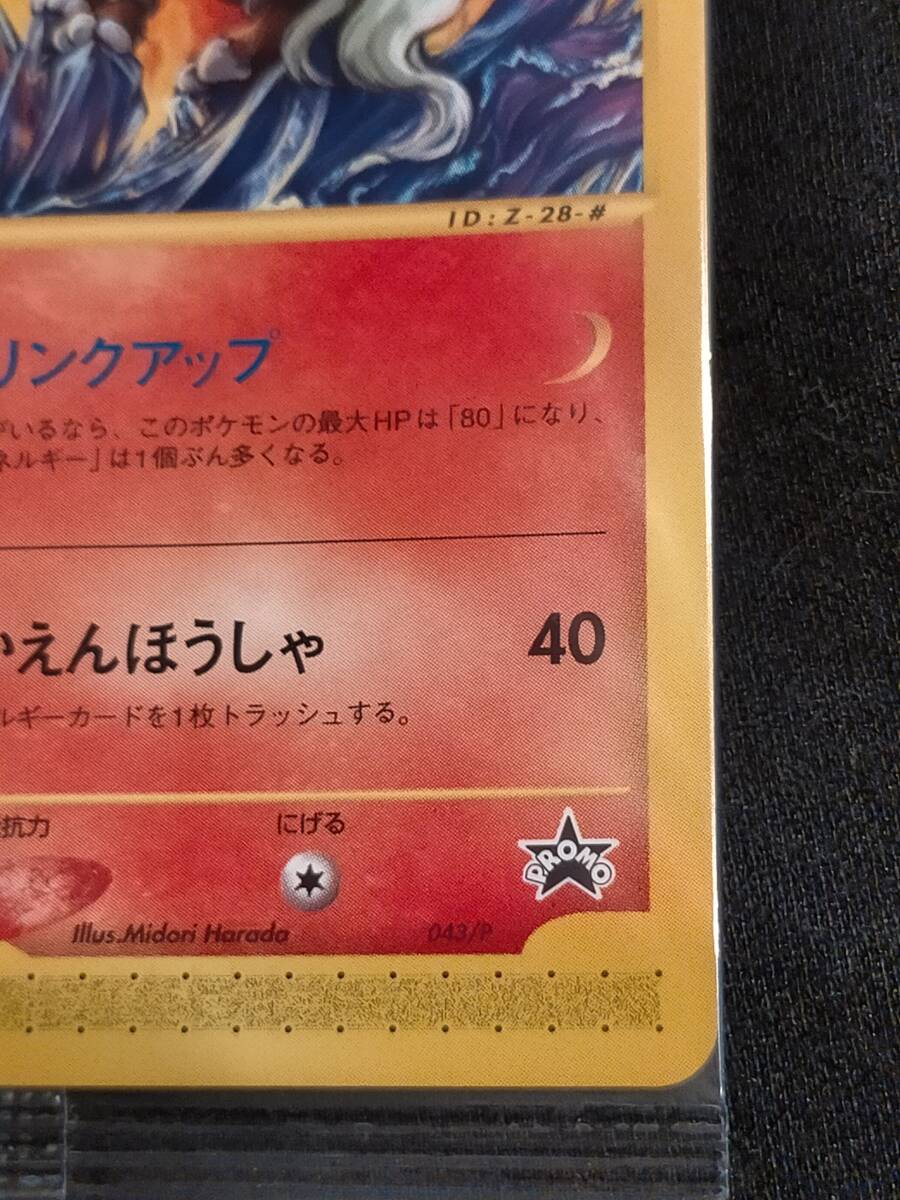 ID:Z-28-#
リンクアップ
がいるなら、このポケモンの最大HPは「80」になり、
ネルギー」は1個ぶん多くなる。
かえんほうしゃ 40
ルギーカードを1枚トラッシュする。
抗力 にげる
PROMO
Illus.Midori Harada 043/P